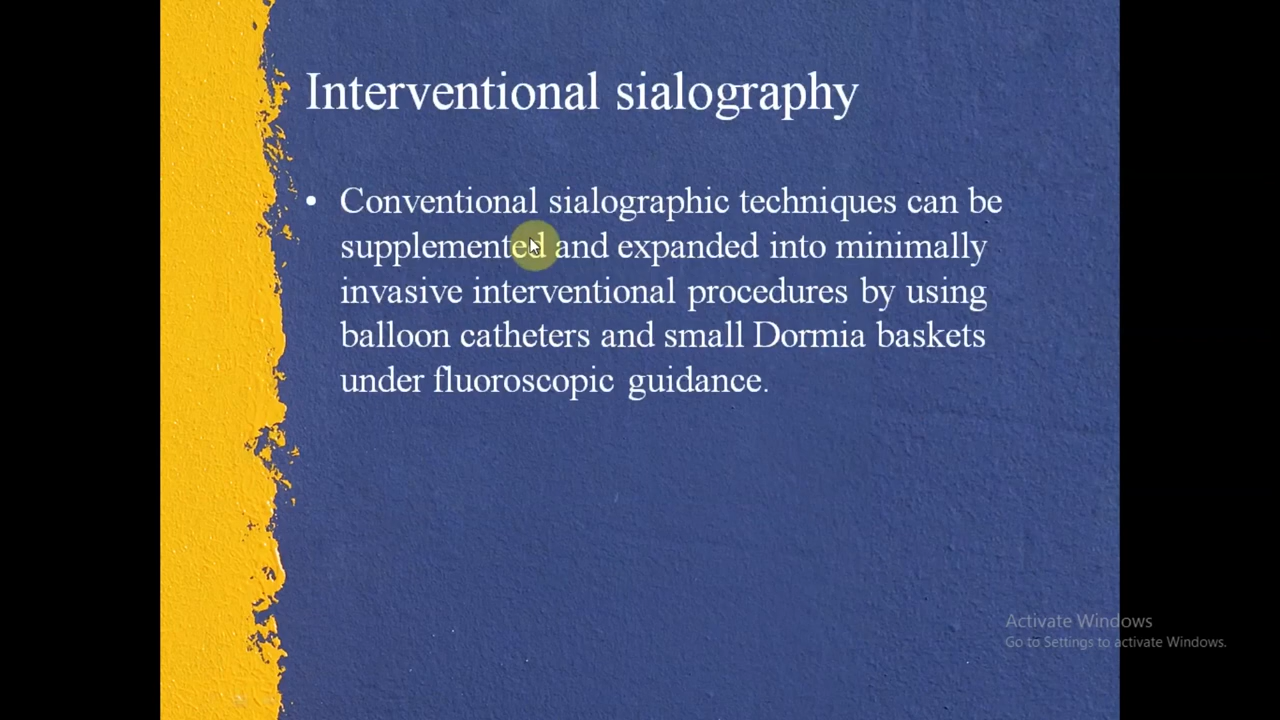 Interventional sialography
• Conventional sialographic techniques can be
supplemented and expanded into minimally
invasive interventional procedures by using
balloon catheters and small Dormia baskets
under fluoroscopic guidance.
Activate Windows
Go to Settings to activate Windows.